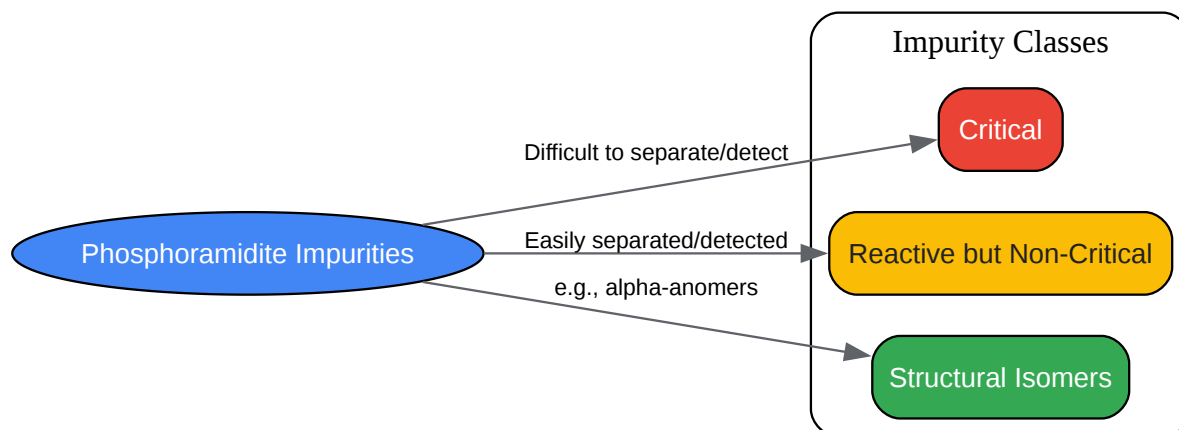 Impurity Classes
Critical
Difficult to separate/detect
Phosphoramidite Impurities
Easily separated/detected
Reactive but Non-Critical
e.g., alpha-anomers
Structural Isomers